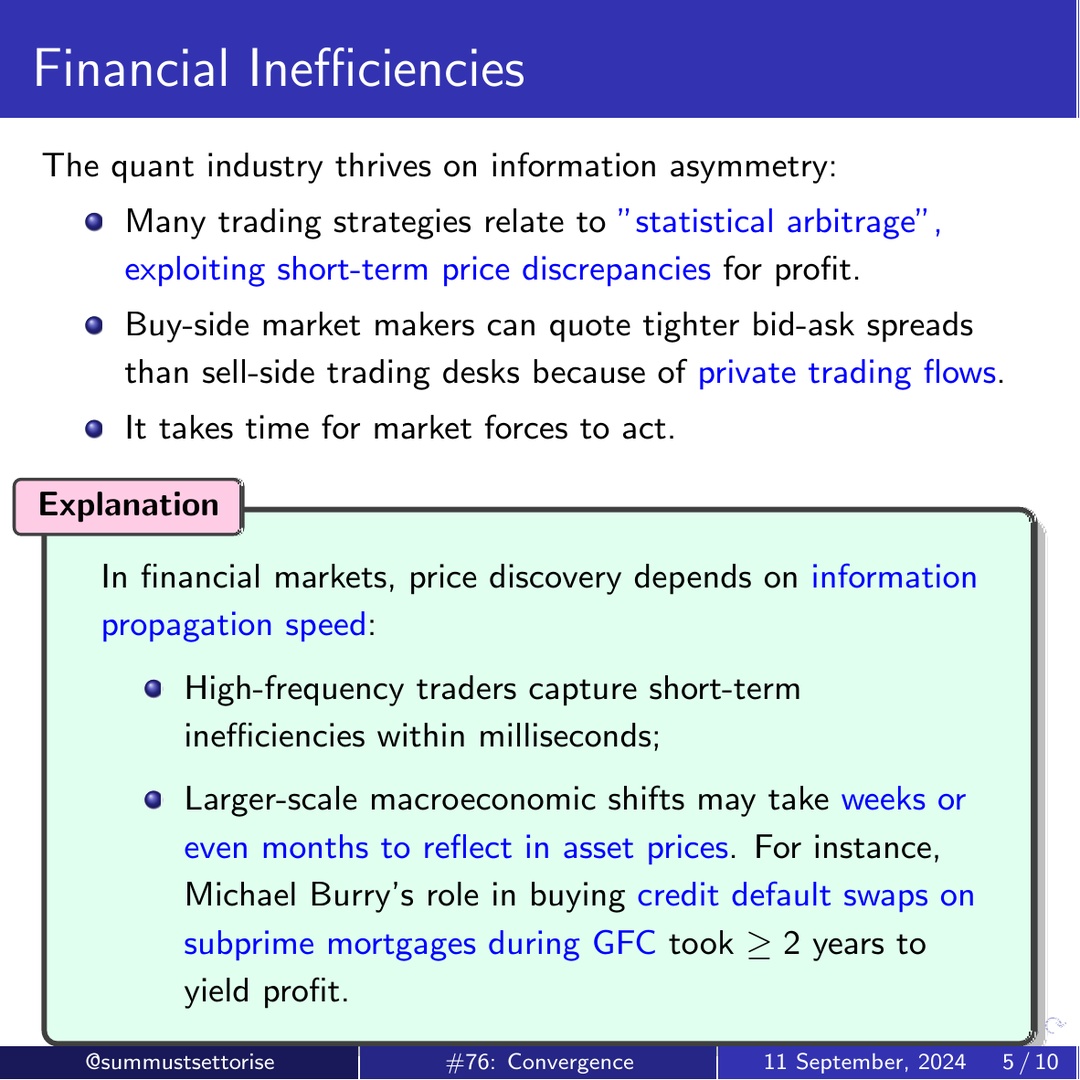 Financial Inefficiencies
The quant industry thrives on information asymmetry:
Many trading strategies relate to ”statistical arbitrage”,
exploiting short-term price discrepancies for profit.
Buy-side market makers can quote tighter bid-ask spreads
than sell-side trading desks because of private trading flows.
It takes time for market forces to act.
Explanation
In financial markets, price discovery depends on information
propagation speed:
High-frequency traders capture short-term
inefficiencies within milliseconds;
Larger-scale macroeconomic shifts may take weeks or
even months to reflect in asset prices. For instance,
Michael Burry's role in buying credit default swaps on
subprime mortgages during GFC took ≥ 2 years to
yield profit.
@summustsettorise #76: Convergence 11 September, 2024 5 / 10